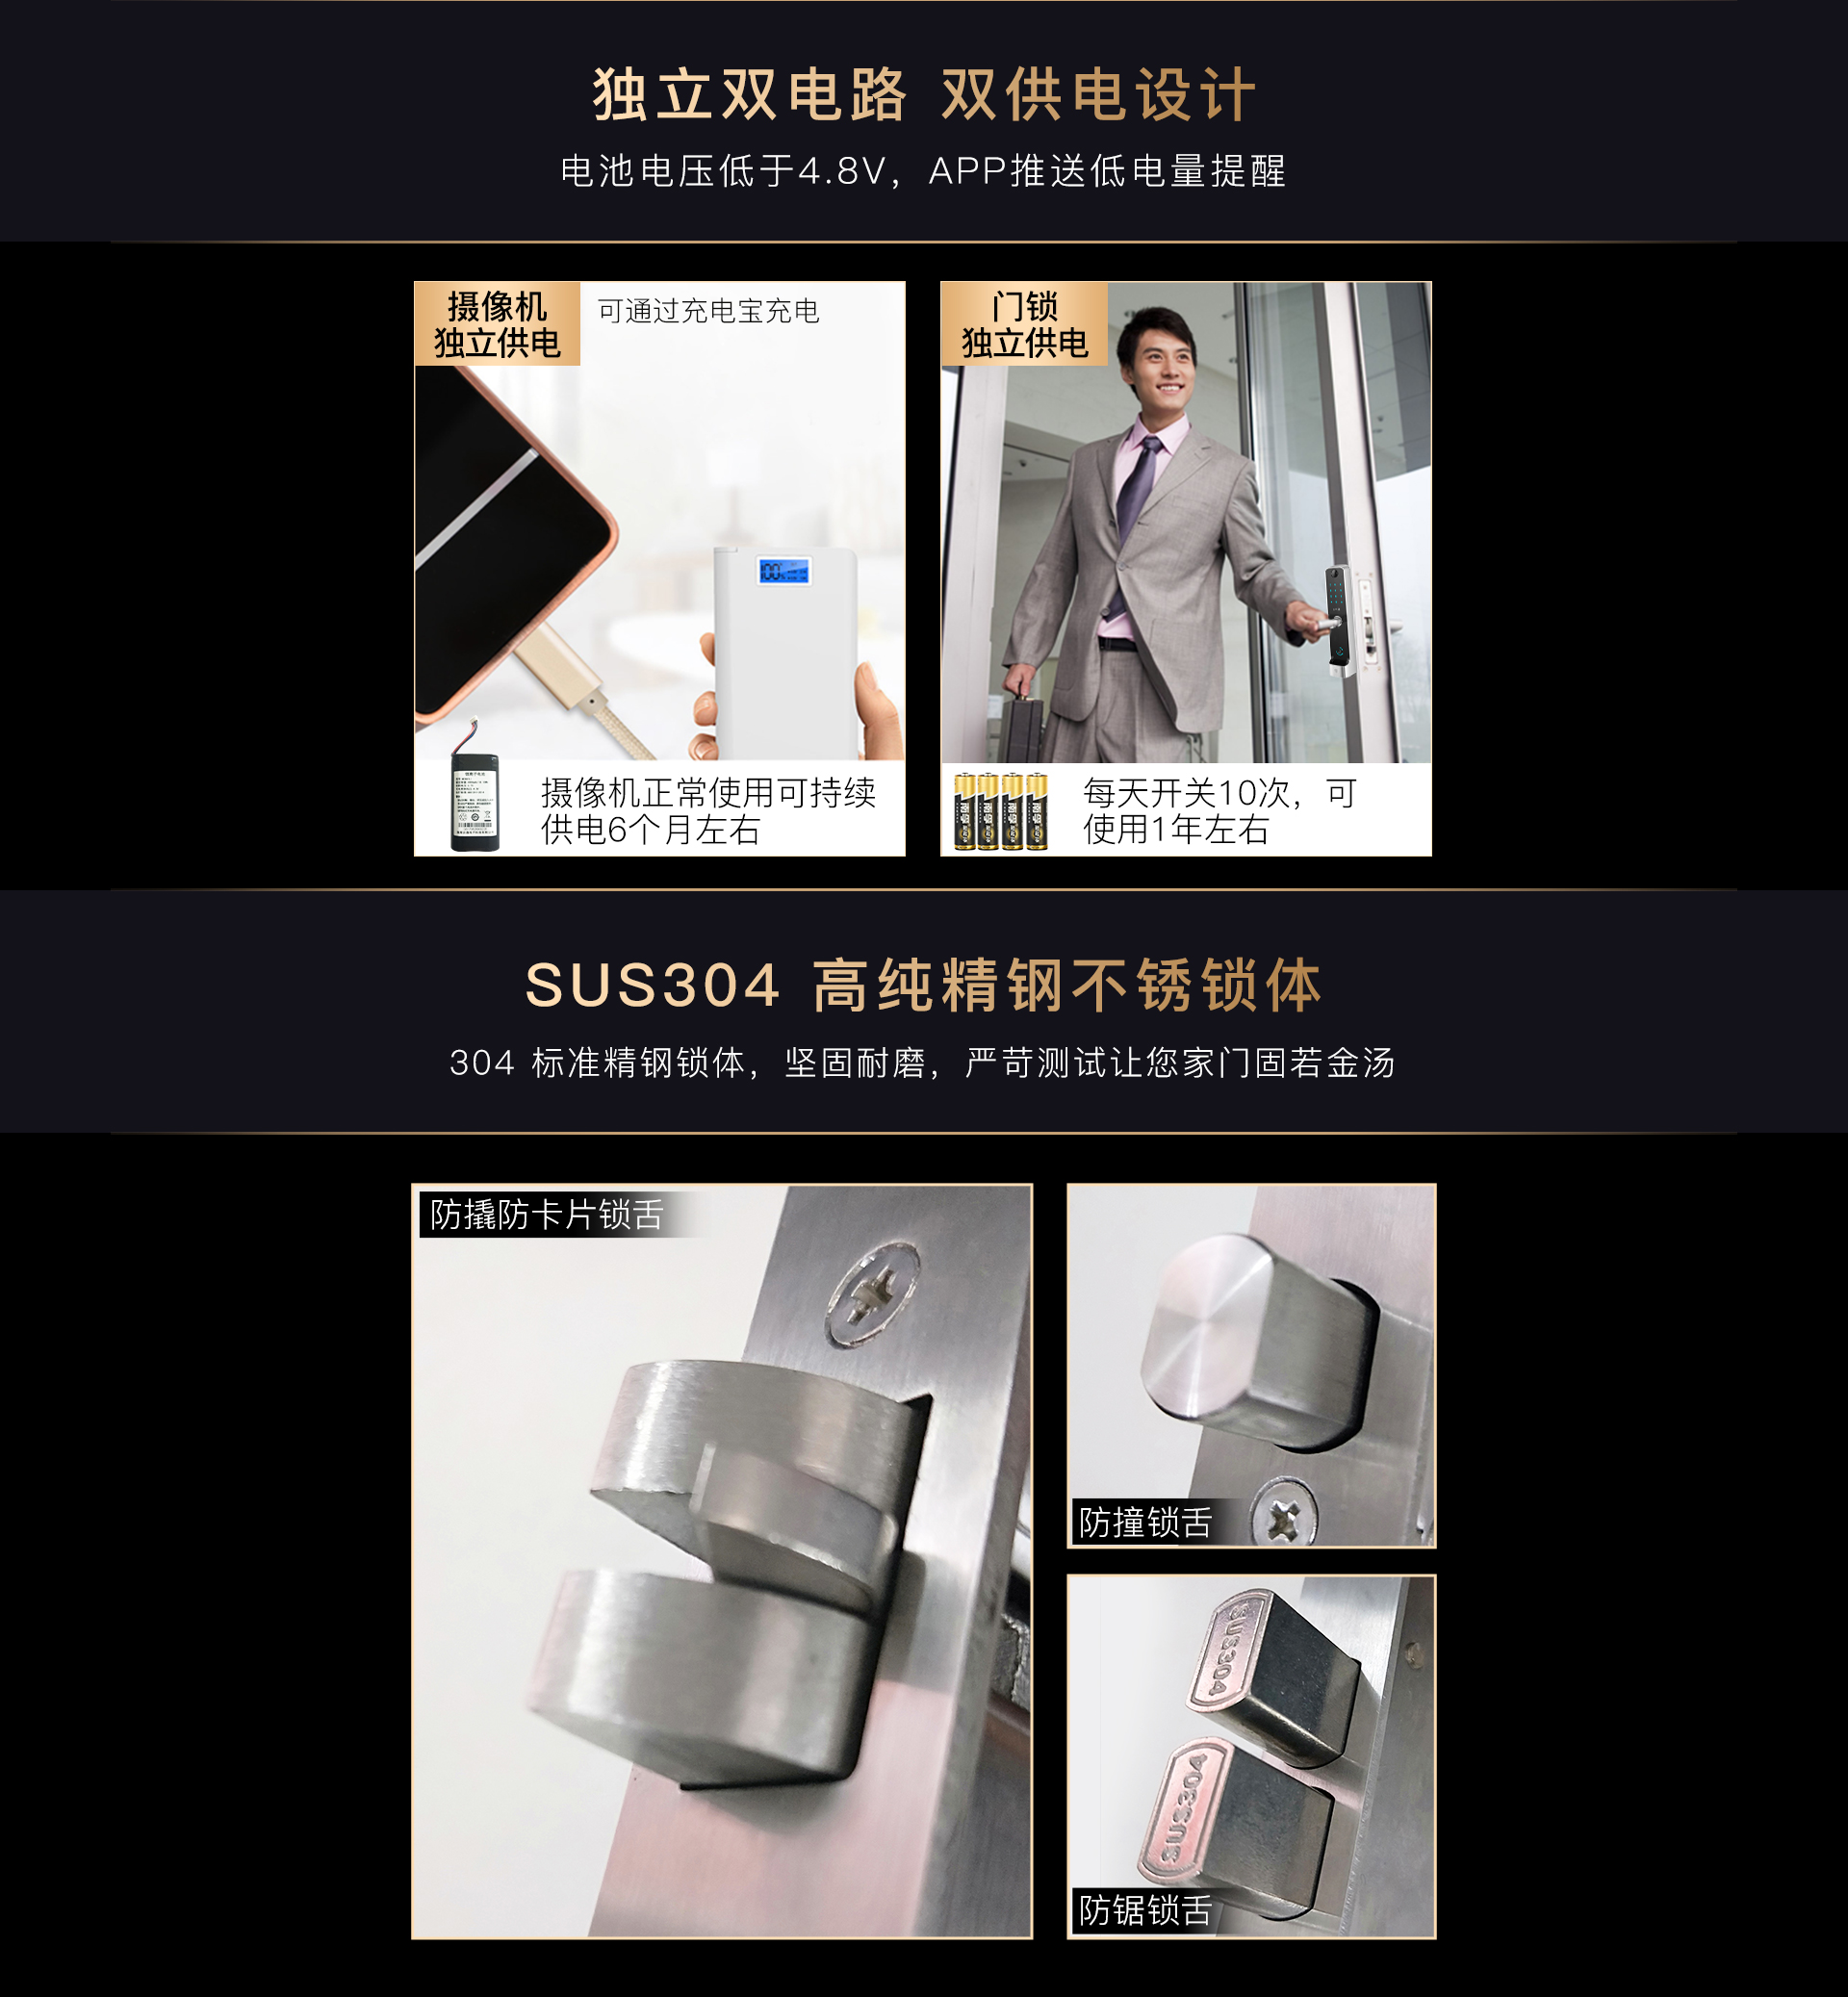 独立双电路 双供电设计
电池电压低于4.8V，APP推送低电量提醒
摄像机
独立供电
可通过充电宝充电
100%
摄像机正常使用可持续
供电6个月左右
门锁
独立供电
每天开关10次，可
使用1年左右
SUS304 高纯精钢不锈锁体
304 标准精钢锁体，坚固耐磨，严苛测试让您家门固若金汤
防撬防卡片锁舌
防撞锁舌
SUS304
SUS304
防锯锁舌